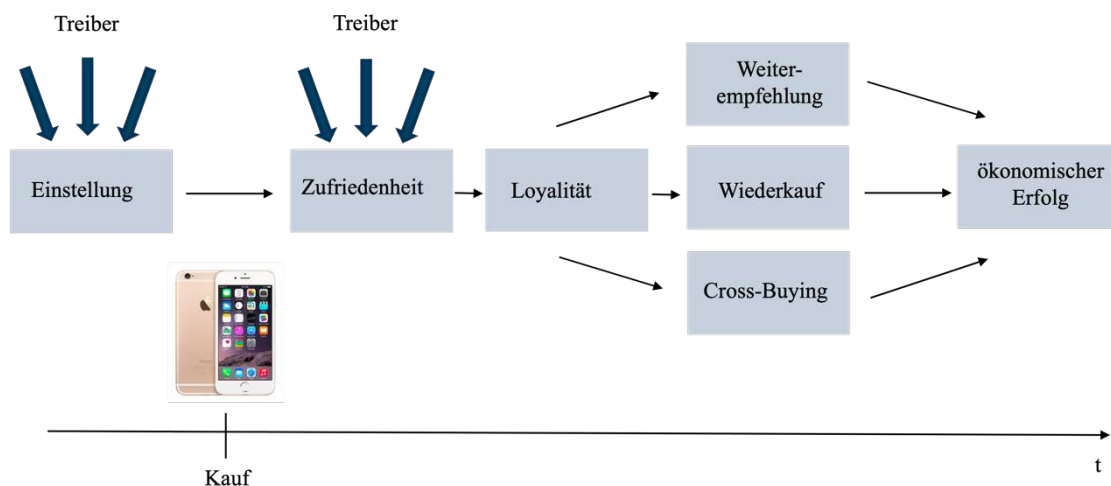 Treiber
Treiber
Einstellung
Zufriedenheit
Loyalität
Weiter-
empfehlung
Wiederkauf
Cross-Buying
ökonomischer
Erfolg
Kauf
t